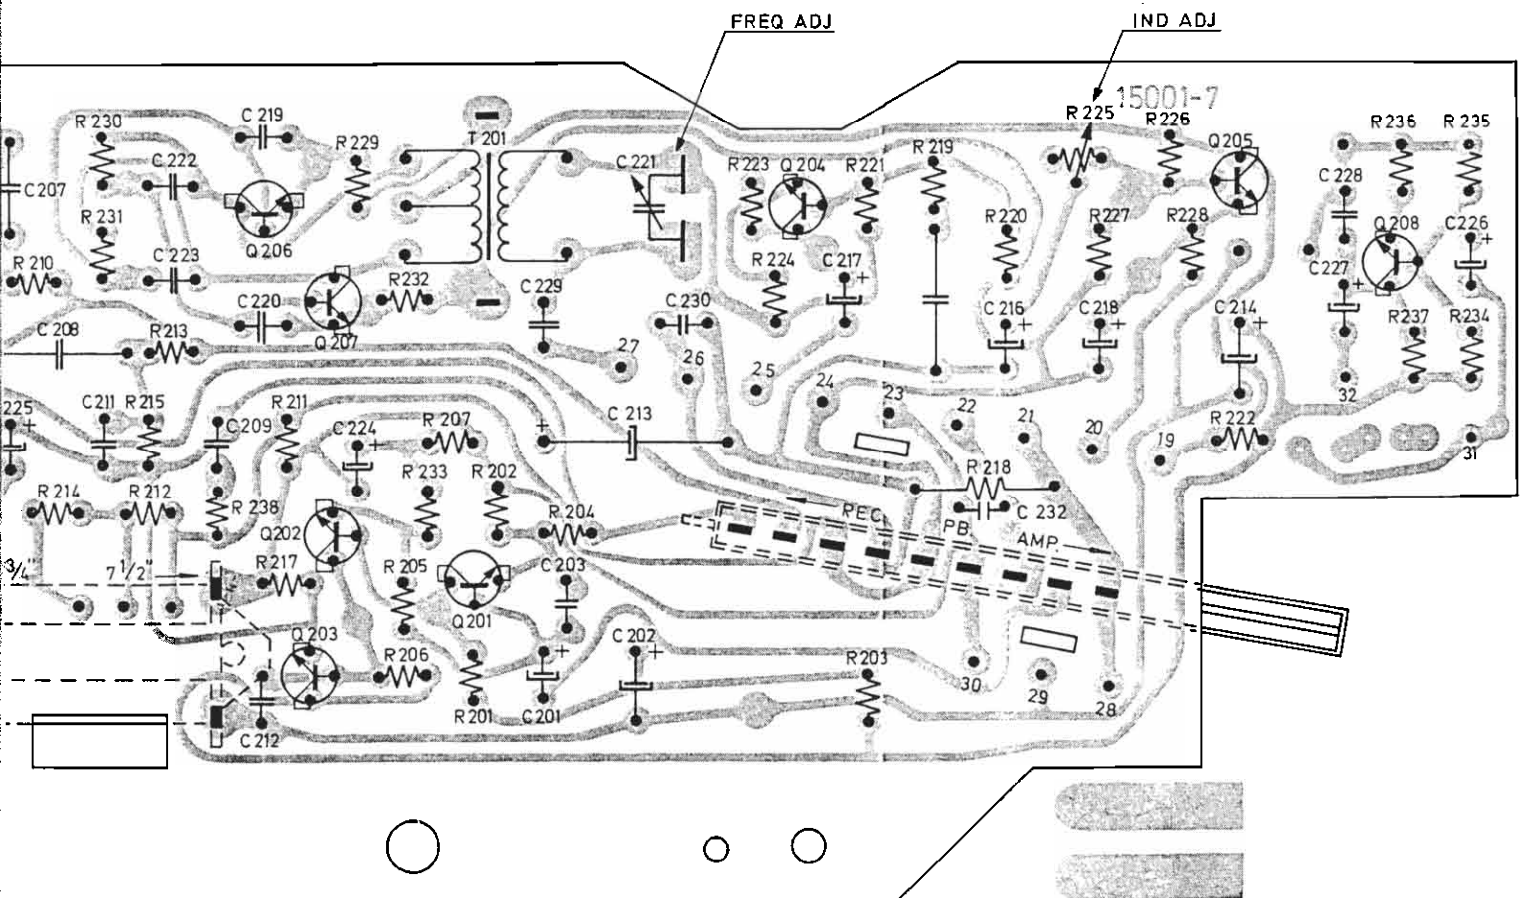 FREQ ADJ IND ADJ
15001-7
R 230 C 219 R 229 T 201 C 221 R 223 Q 204 R 221 R 219 R 225 R 226 Q 205 R 236 R 235
C 207 C 222 C 228
R 231 Q 206 R 220 R 227 R 228 Q 208 C 226
R 210 C 223 R 232 C 229 R 224 C 217 C 227
C 220 C 230 C 216 C 218 C 214
C 208 R 213 Q 207 27 R 237 R 234
26 25 24 23 22 21 20 19 32
225 C 211 R 215 C 209 R 211 C 224 R 207 C 213 R 222
R 233 R 202 R 218 31
R 214 R 212 R 238 R 204 REC PB C 232
Q 202 AMP.
3/4" 7 1/2" R 217 R 205 C 203
Q 203 Q 201 C 202
R 206 R 203 30 29 28
C 212 R 201 C 201